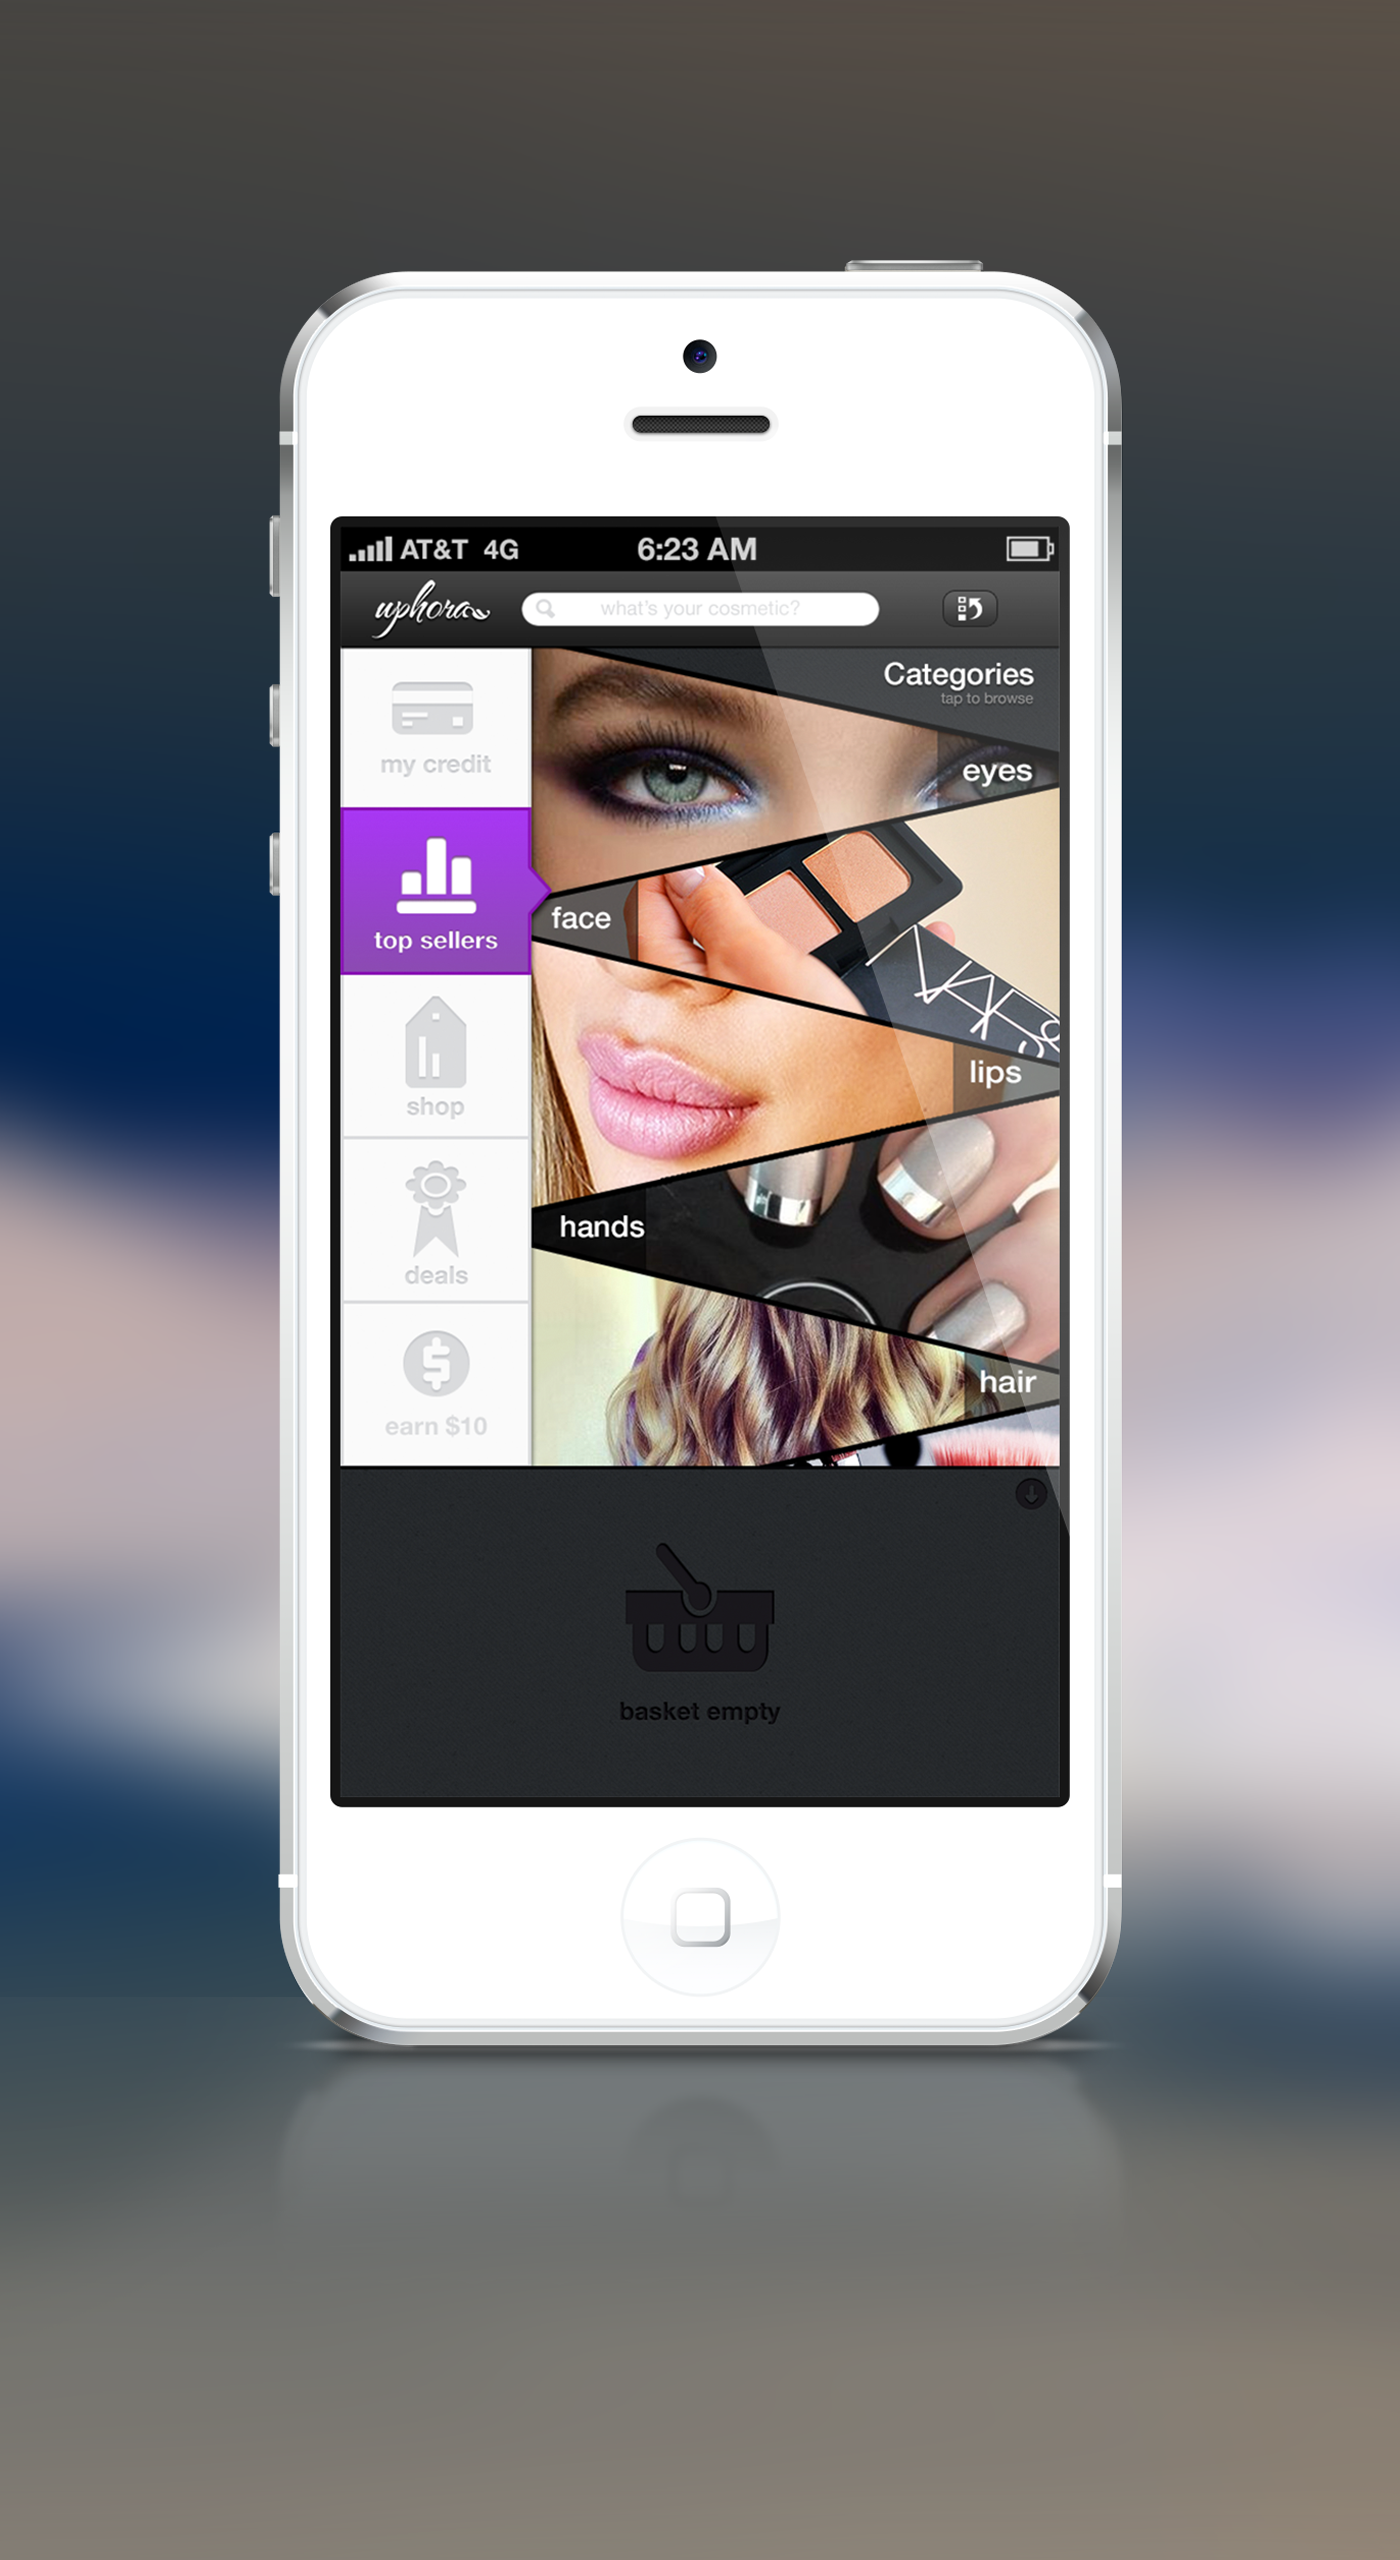 AT&T 4G 6:23 AM
uphora
what's your cosmetic?
Categories
tap to browse
my credit
eyes
top sellers
face
NARS
lips
shop
hands
deals
hair
earn $10
basket empty